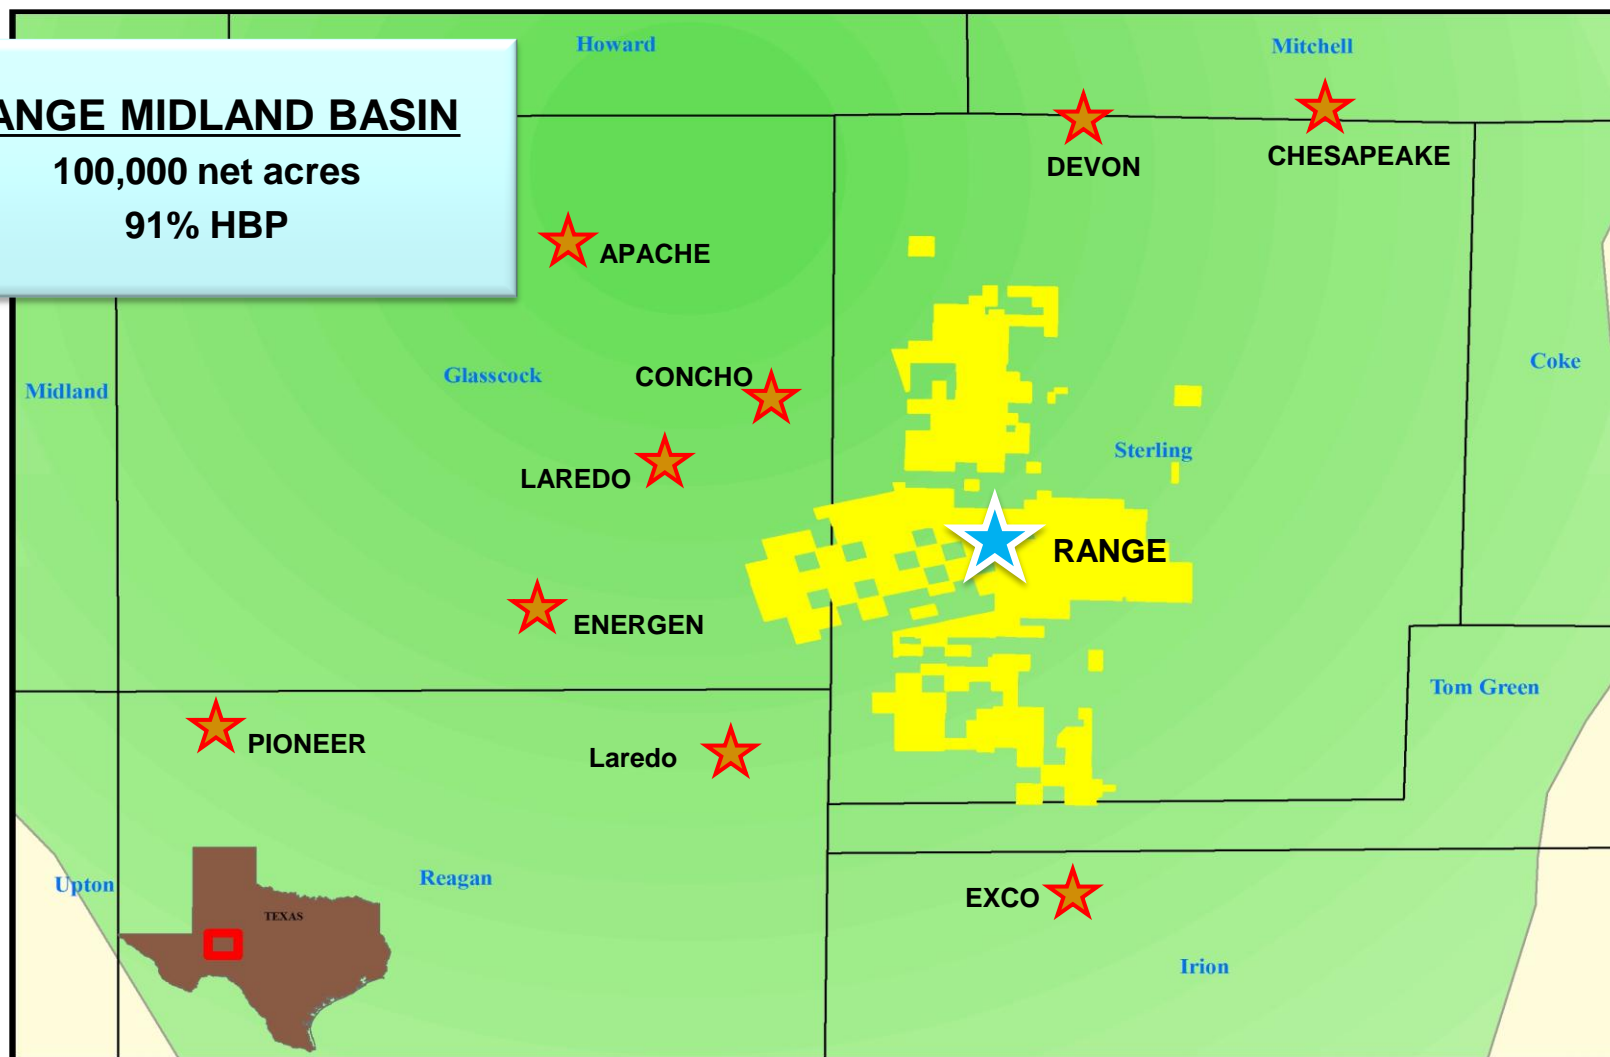 Howard
Mitchell
ANGE MIDLAND BASIN
100,000 net acres
91% HBP
DEVON
CHESAPEAKE
APACHE
Midland
Glasscock
CONCHO
Coke
Sterling
LAREDO
RANGE
ENERGEN
Tom Green
PIONEER
Laredo
Upton
Reagan
TEXAS
EXCO
Irion